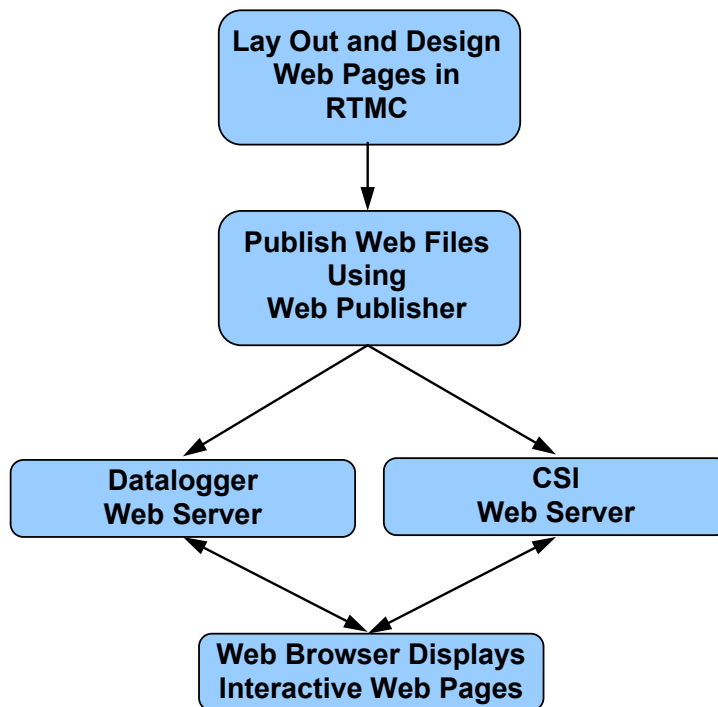 Lay Out and Design
Web Pages in
RTMC
Publish Web Files
Using
Web Publisher
Datalogger
Web Server
CSI
Web Server
Web Browser Displays
Interactive Web Pages